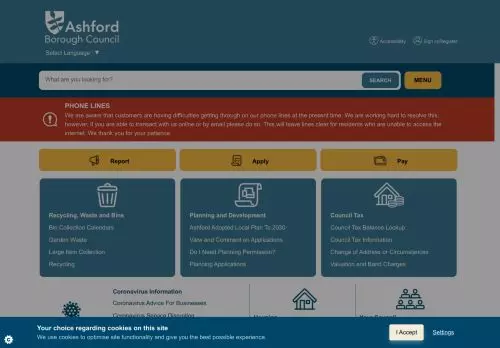 Ashford
Borough Council
Select Language ▼
Accessibility
Sign in/Register
What are you looking for?
SEARCH
MENU
PHONE LINES
We are aware that customers are having difficulties getting through on our phone lines at the present time. We are working hard to resolve this,
however, if you are able to transact with us online or by email please do so. This will leave lines clear for residents who are unable to access the
internet. We thank you for your patience.
Report
Apply
Pay
Recycling, Waste and Bins
Bin Collection Calendars
Garden Waste
Large Item Collection
Recycling
Planning and Development
Ashford Adopted Local Plan To 2030
View and Comment on Applications
Do I Need Planning Permission?
Planning Applications
Council Tax
Council Tax Balance Lookup
Council Tax Information
Change of Address or Circumstances
Valuation and Band Charges
Coronavirus Information
Coronavirus Advice For Businesses
Coronavirus Service Disruption
Housing
Your Council
Your choice regarding cookies on this site
We use cookies to optimise site functionality and give you the best possible experience.
I Accept
Settings